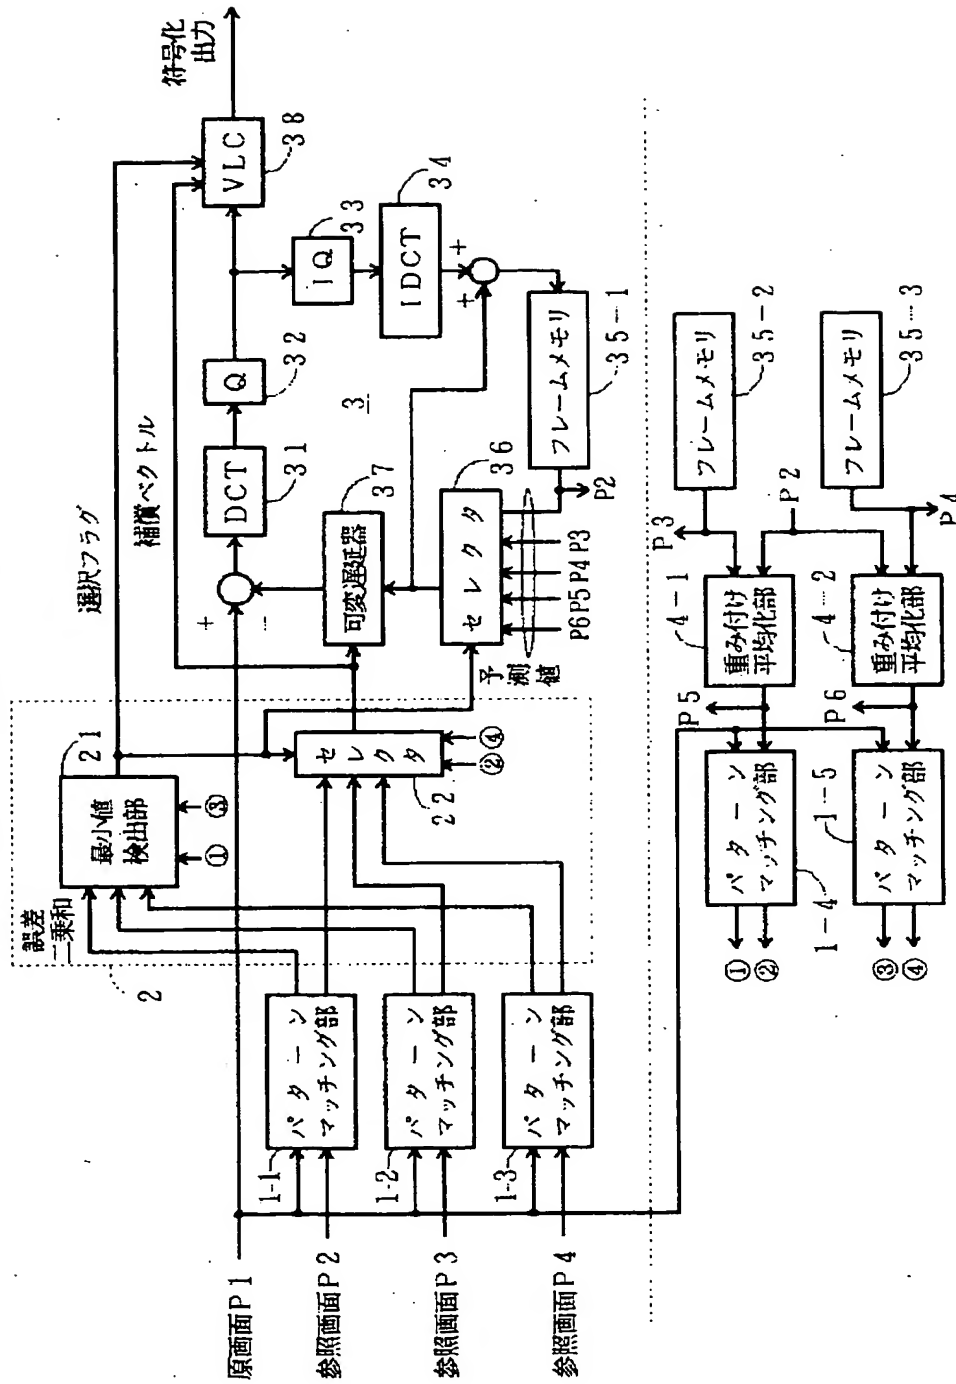 原画面P1
参照画面P2
参照画面P3
参照画面P4
1-1
パターン
マッチング部
1-2
パターン
マッチング部
1-3
パターン
マッチング部
2
誤差
二乗和
最小値
検出部
21
①
③
セレクタ
22
②
④
選択フラグ
補償ベクトル
+
-
DCT
31
Q
32
3
可変遅延器
37
セレクタ
36
予測値
P6
P5
P4
P3
P2
IQ
33
IDCT
34
+
+
フレームメモリ
35-1
VLC
38
符号化
出力
①
②
③
④
パターン
マッチング部
1-4
パターン
マッチング部
1-5
P5
P6
重み付け
平均化部
4-1
重み付け
平均化部
4-2
P3
P2
P4
フレームメモリ
35-2
フレームメモリ
35-3